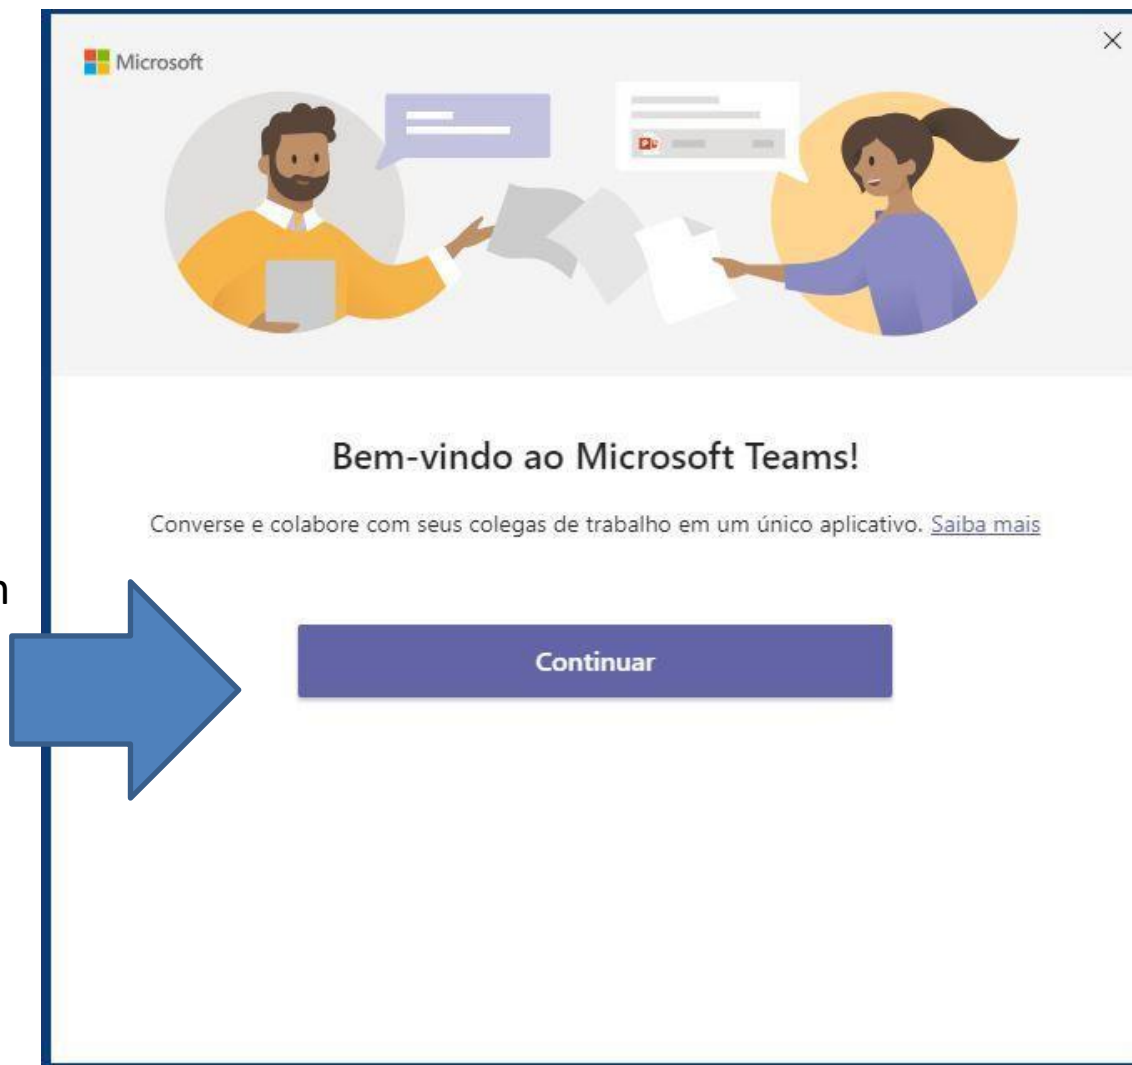 Microsoft
Bem-vindo ao Microsoft Teams!
Converse e colabore com seus colegas de trabalho em um único aplicativo. Saiba mais
Continuar